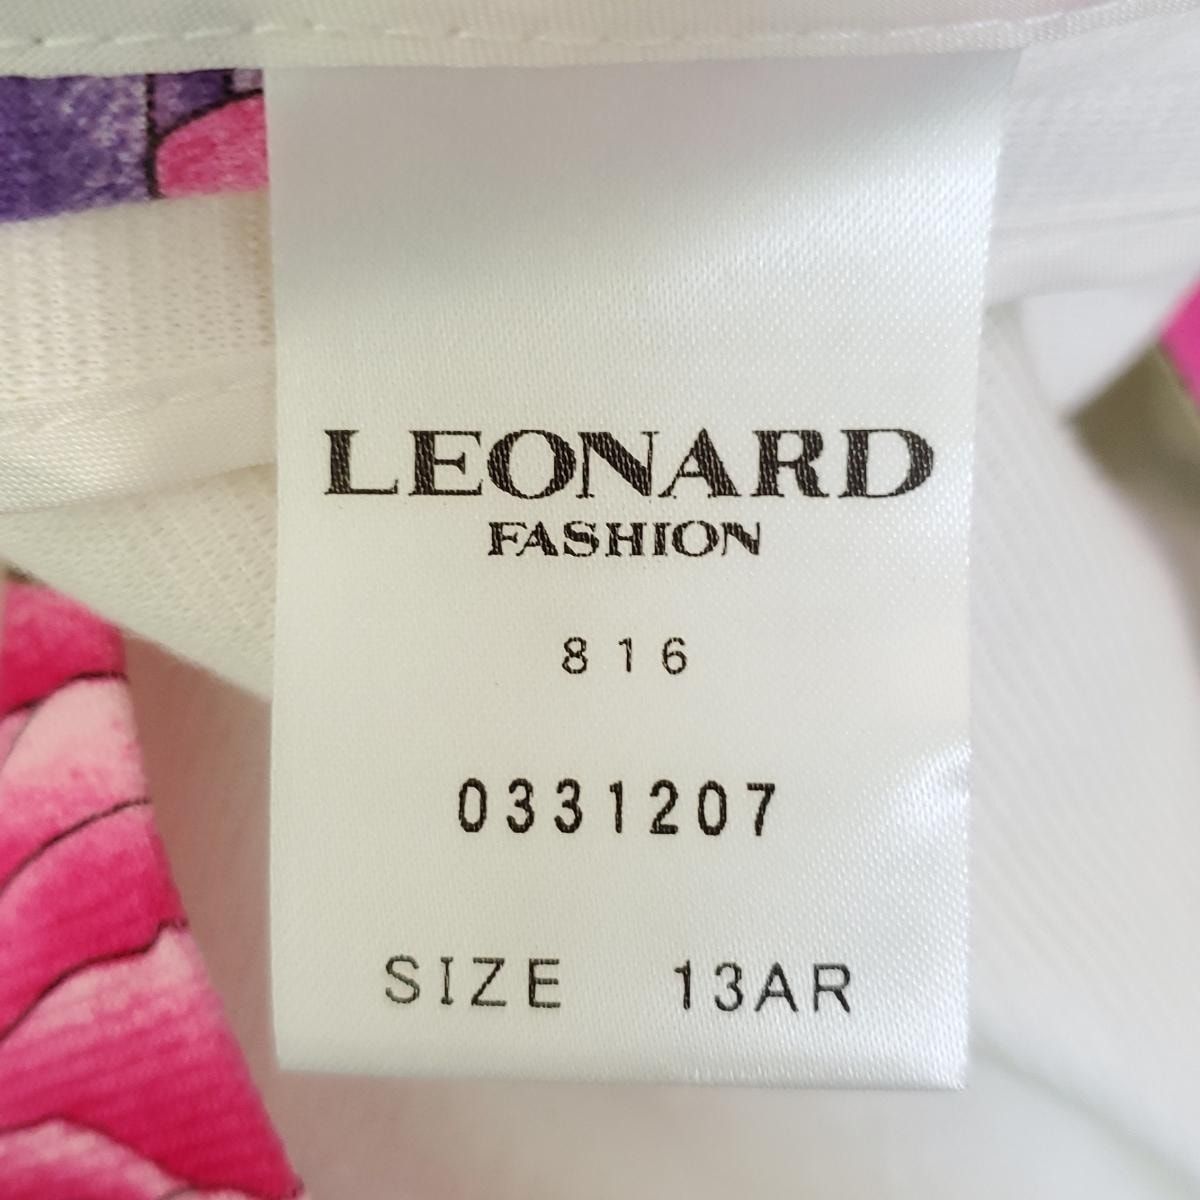 LEONARD
FASHION
816
0331207
SIZE 13AR